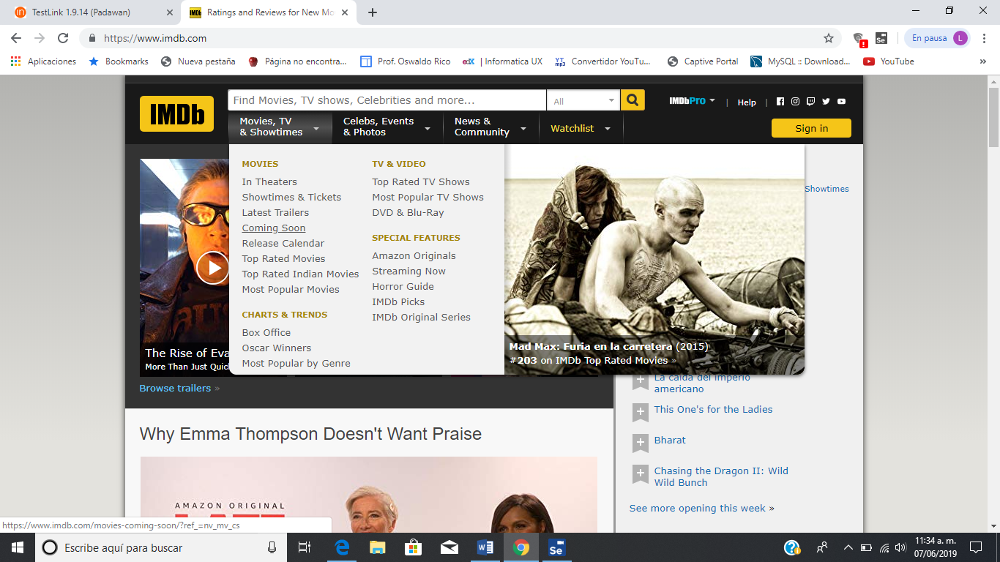 TestLink 1.9.14 (Padawan)
Ratings and Reviews for New Mo
https://www.imdb.com
Se
En pausa
L
Aplicaciones
Bookmarks
Nueva pestaña
Página no encontra...
Prof. Oswaldo Rico
edX
| Informatica UX
YT mp3
Convertidor YouTu...
Captive Portal
MySQL :: Download...
YouTube
»
IMDb
Find Movies, TV shows, Celebrities and more...
All
IMDbPro
|
Help
|
Movies, TV
& Showtimes
Celebs, Events
& Photos
News &
Community
Watchlist
Sign in
MOVIES
In Theaters
Showtimes & Tickets
Latest Trailers
Coming Soon
Release Calendar
Top Rated Movies
Top Rated Indian Movies
Most Popular Movies
CHARTS & TRENDS
Box Office
Oscar Winners
Most Popular by Genre
TV & VIDEO
Top Rated TV Shows
Most Popular TV Shows
DVD & Blu-Ray
SPECIAL FEATURES
Amazon Originals
Streaming Now
Horror Guide
IMDb Picks
IMDb Original Series
Mad Max: Furia en la carretera (2015)
#203 on IMDb Top Rated Movies »
Showtimes
The Rise of Eva
More Than Just Quick
Browse trailers »
La caída del imperio
americano
This One's for the Ladies
Bharat
Chasing the Dragon II: Wild
Wild Bunch
See more opening this week »
Why Emma Thompson Doesn't Want Praise
AMAZON ORIGINAL
https://www.imdb.com/movies-coming-soon/?ref_=nv_mv_cs
Escribe aquí para buscar
Se
11:34 a. m.
07/06/2019